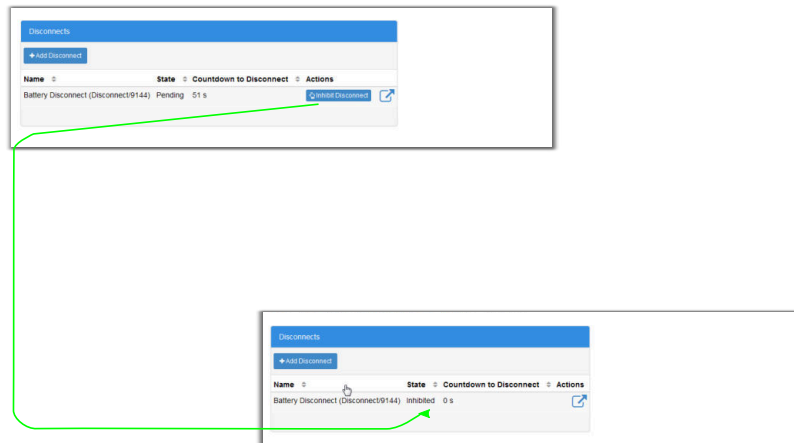 Disconnects
+Add Disconnect
Name State Countdown to Disconnect Actions
Battery Disconnect (Disconnect/9144) Pending 51 s Inhibit Disconnect
Disconnects
+Add Disconnect
Name State Countdown to Disconnect Actions
Battery Disconnect (Disconnect/9144) Inhibited 0 s